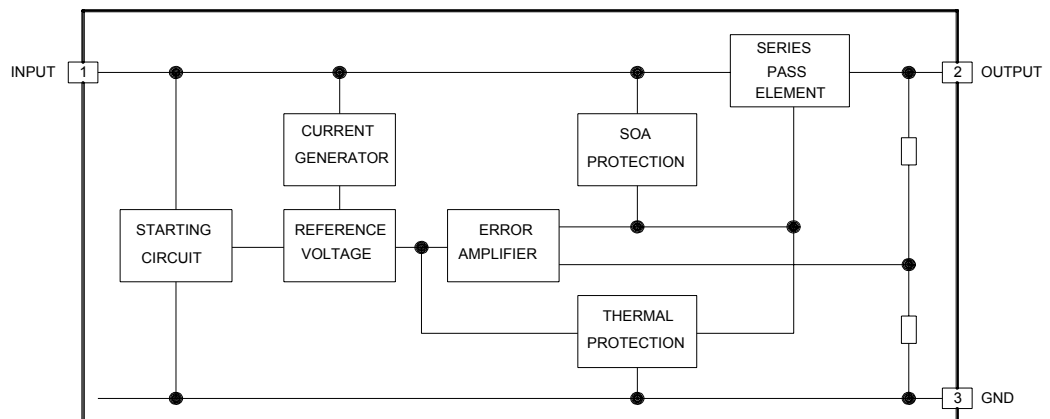 INPUT
1
SERIES
PASS
ELEMENT
2
OUTPUT
CURRENT
GENERATOR
SOA
PROTECTION
STARTING
CIRCUIT
REFERENCE
VOLTAGE
ERROR
AMPLIFIER
THERMAL
PROTECTION
3
GND